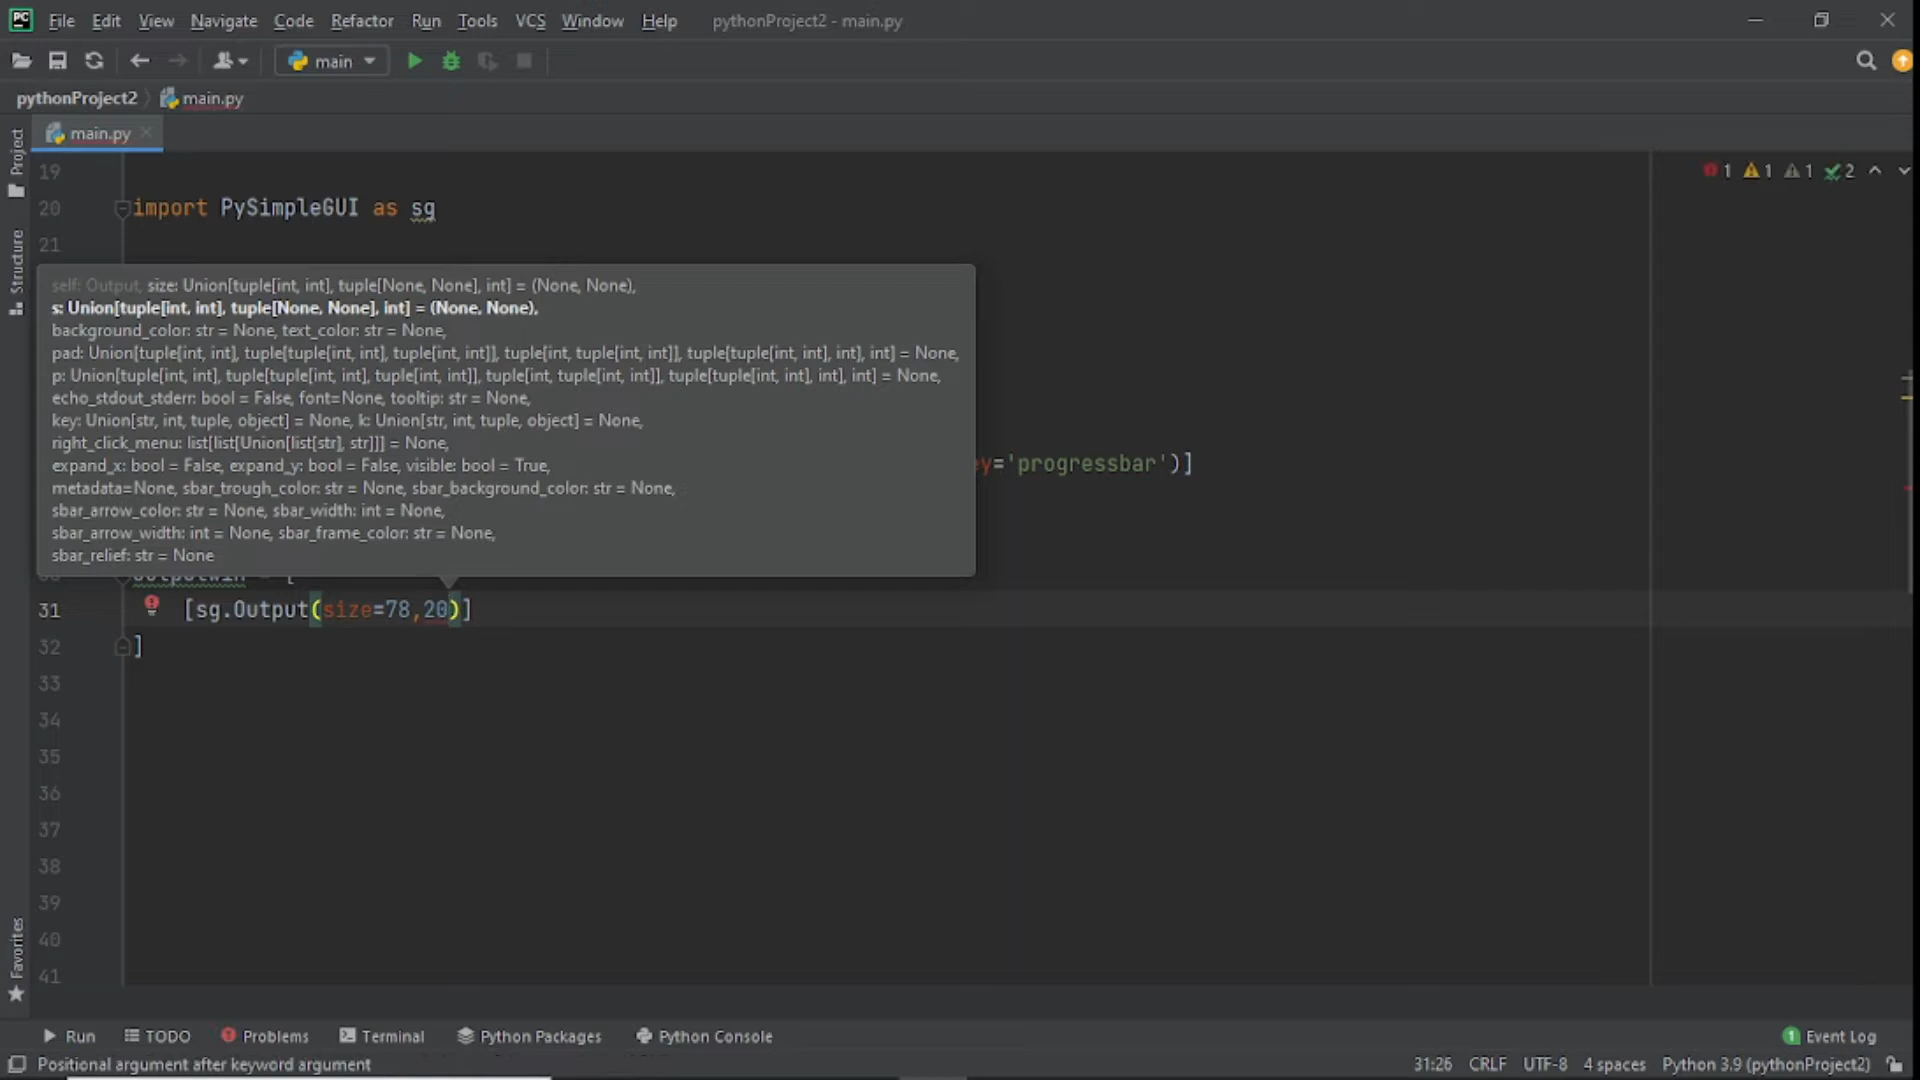 PC File Edit View Navigate Code Refactor Run Tools VCS Window Help pythonProject2 - main.py
main
pythonProject2 main.py
main.py
Project
Structure
Favorites
1 1 1 2
19
20 import PySimpleGUI as sg
21
self: Output, size: Union[tuple[int, int], tuple[None, None], int] = (None, None),
s: Union[tuple[int, int], tuple[None, None], int] = (None, None),
background_color: str = None, text_color: str = None,
pad: Union[tuple[int, int], tuple[tuple[int, int], tuple[int, int]], tuple[int, tuple[int, int]], tuple[tuple[int, int], int], int] = None,
p: Union[tuple[int, int], tuple[tuple[int, int], tuple[int, int]], tuple[int, tuple[int, int]], tuple[tuple[int, int], int], int] = None,
echo_stdout_stderr: bool = False, font=None, tooltip: str = None,
key: Union[str, int, tuple, object] = None, k: Union[str, int, tuple, object] = None,
right_click_menu: list[list[Union[list[str], str]]] = None,
ey='progressbar')]
expand_x: bool = False, expand_y: bool = False, visible: bool = True,
metadata=None, sbar_trough_color: str = None, sbar_background_color: str = None,
sbar_arrow_color: str = None, sbar_width: int = None,
sbar_arrow_width: int = None, sbar_frame_color: str = None,
sbar_relief: str = None
31 [sg.Output(size=78,20)]
32 ]
33
34
35
36
37
38
39
40
41
Run TODO Problems Terminal Python Packages Python Console 1 Event Log
Positional argument after keyword argument 31:26 CRLF UTF-8 4 spaces Python 3.9 (pythonProject2)